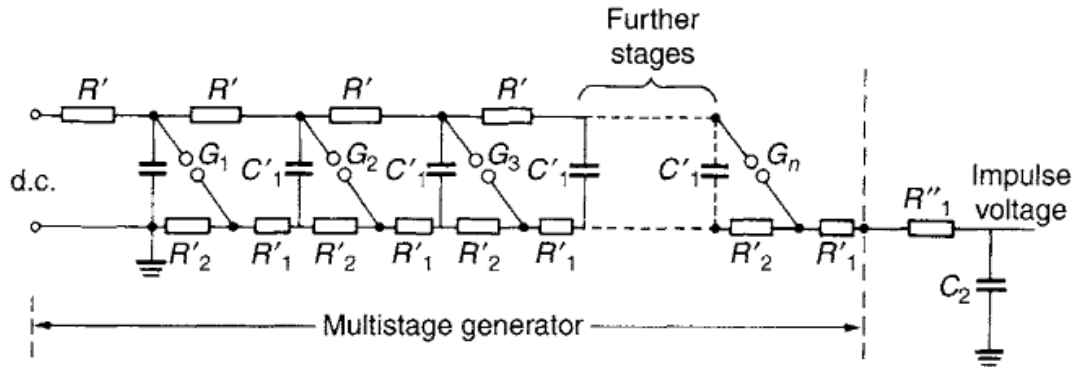 Further
stages
R′ R′ R′ R′
G₁ C′₁ G₂ C′₁ G₃ C′₁ C′₁ Gₙ
d.c.
Impulse
voltage
R″₁
R′₂ R′₁ R′₂ R′₁ R′₂ R′₁ R′₂ R′₁
C₂
Multistage generator